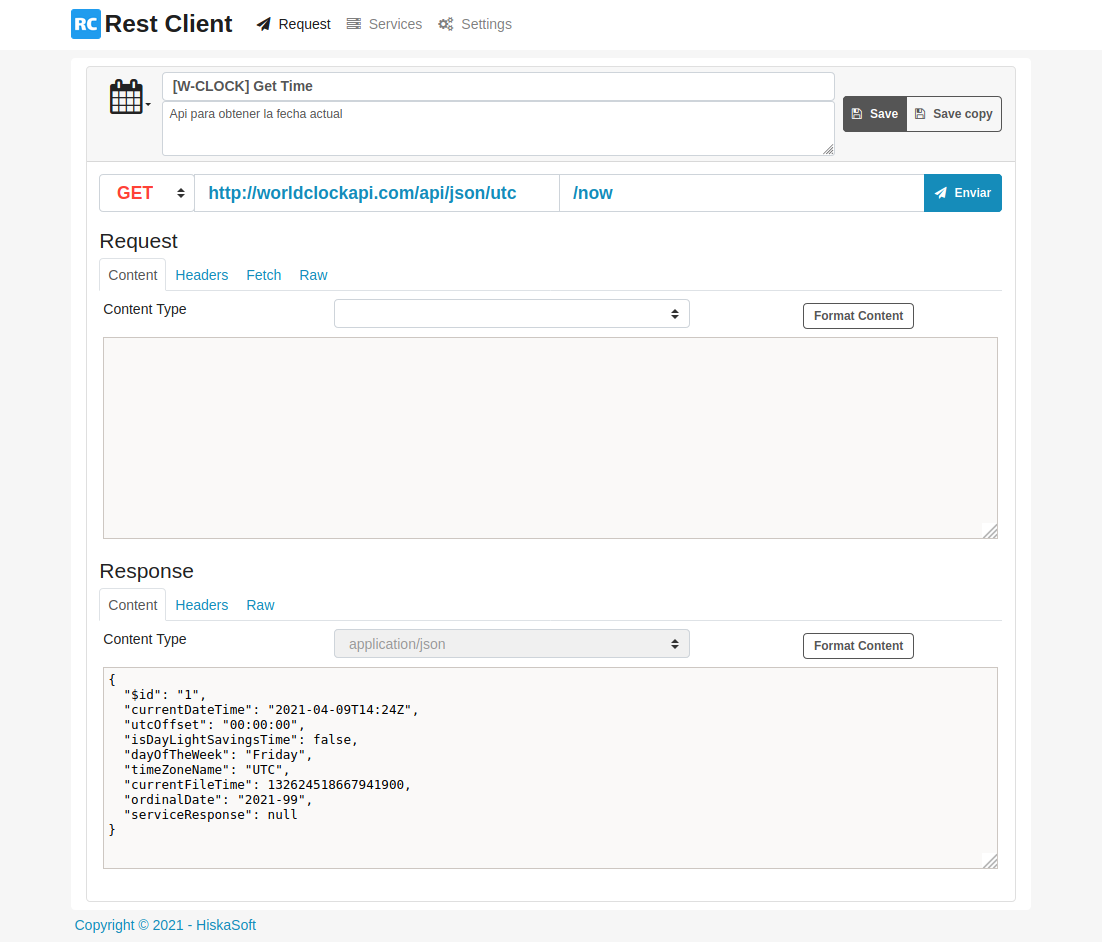 RC Rest Client Request Services Settings
[W-CLOCK] Get Time
Api para obtener la fecha actual
Save Save copy
GET http://worldclockapi.com/api/json/utc /now Enviar
Request
Content Headers Fetch Raw
Content Type Format Content
Response
Content Headers Raw
Content Type application/json Format Content
{
  "$id": "1",
  "currentDateTime": "2021-04-09T14:24Z",
  "utcOffset": "00:00:00",
  "isDayLightSavingsTime": false,
  "dayOfTheWeek": "Friday",
  "timeZoneName": "UTC",
  "currentFileTime": 132624518667941900,
  "ordinalDate": "2021-99",
  "serviceResponse": null
}
Copyright © 2021 - HiskaSoft